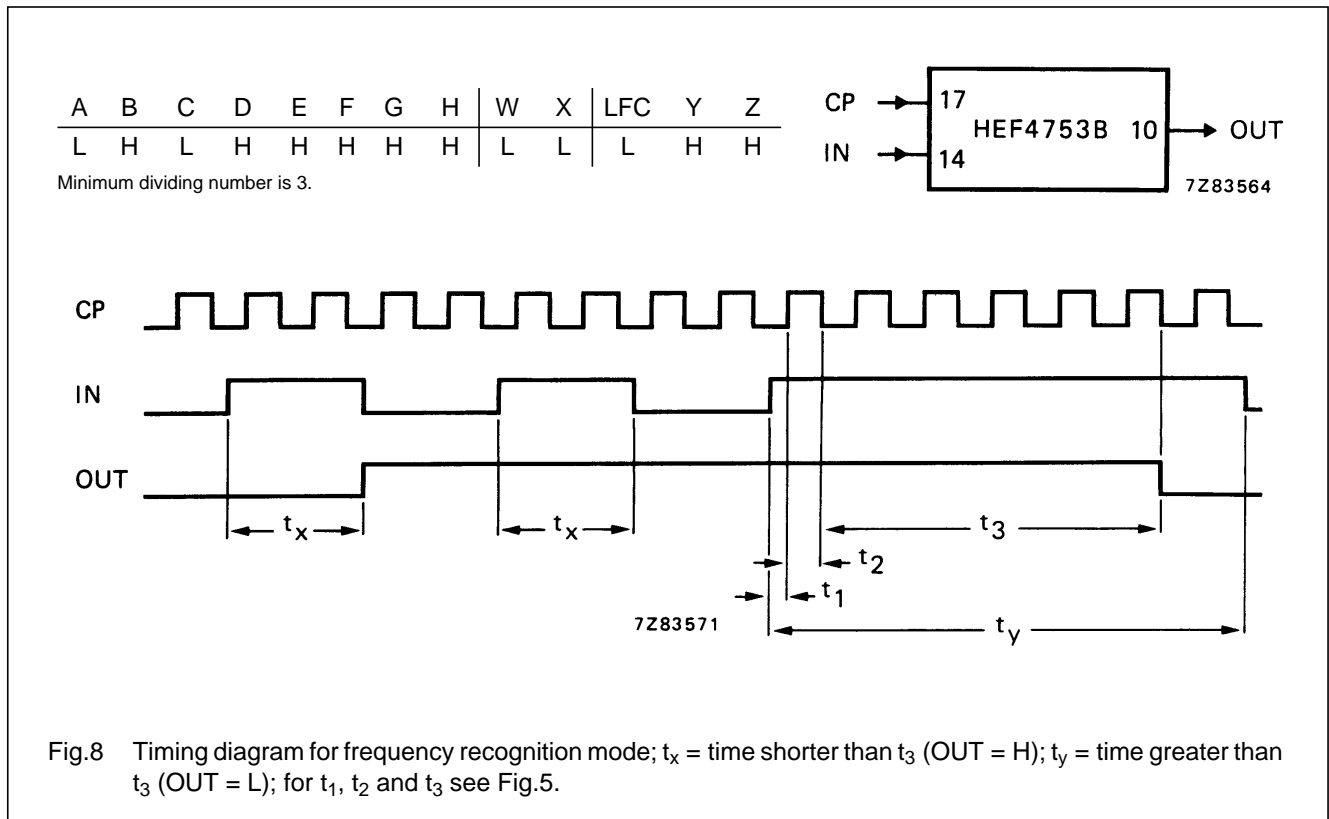 A B C D E F G H W X LFC Y Z
L H L H H H H H L L L H H
Minimum dividing number is 3.
CP 17
HEF4753B 10 OUT
IN 14
7Z83564
CP
IN
OUT
tx tx t3
t2
t1
7Z83571
ty
Fig.8 Timing diagram for frequency recognition mode; tx = time shorter than t3 (OUT = H); ty = time greater than
t3 (OUT = L); for t1, t2 and t3 see Fig.5.